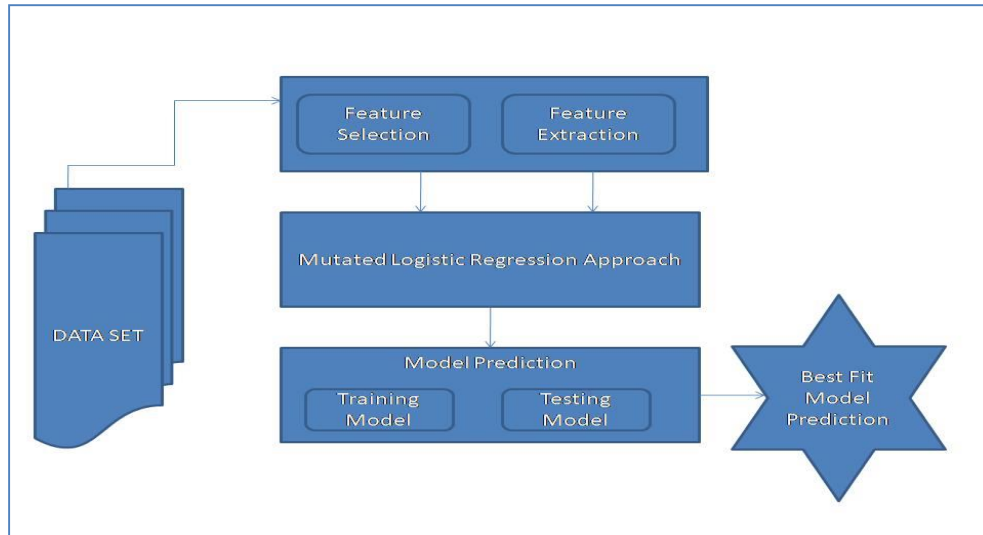 DATA SET
Feature
Selection
Feature
Extraction
Mutated Logistic Regression Approach
Model Prediction
Training
Model
Testing
Model
Best Fit
Model
Prediction